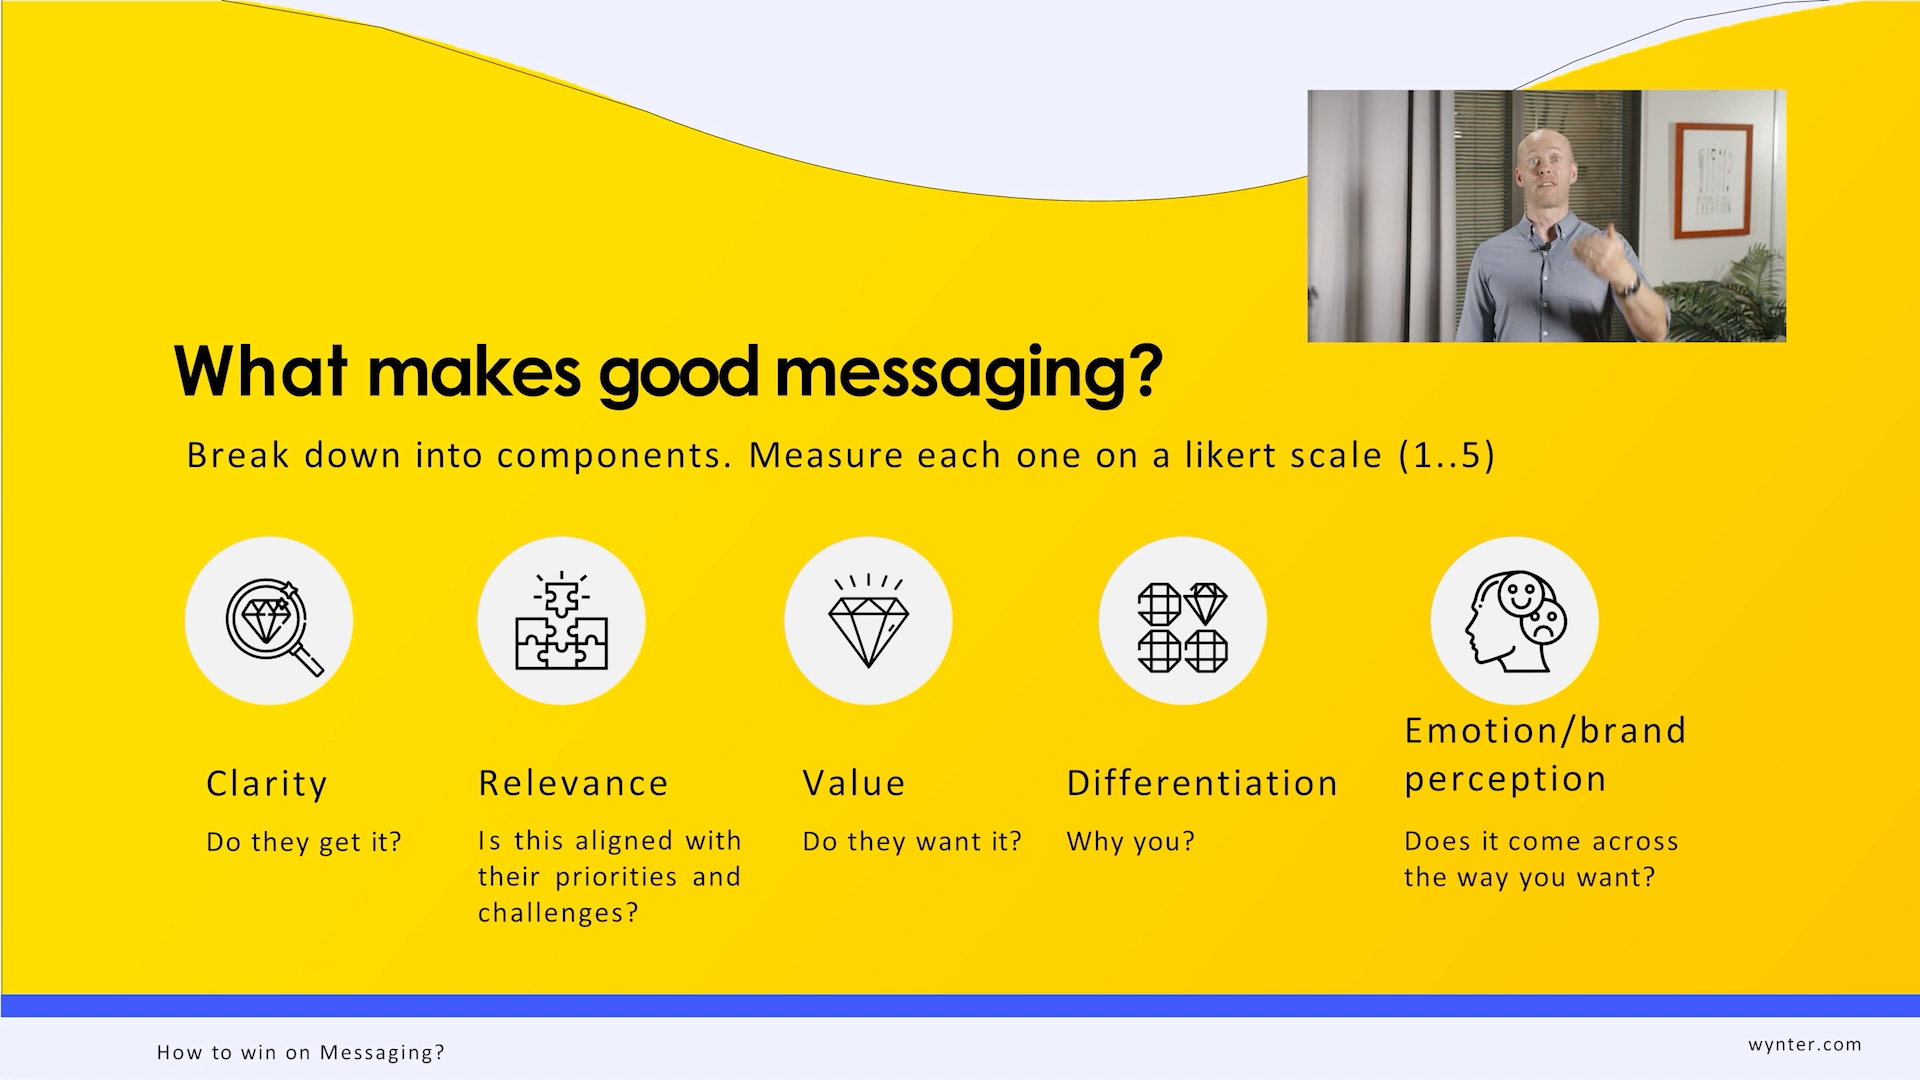 What makes good messaging?
Break down into components. Measure each one on a likert scale (1..5)
Clarity
Do they get it?
Relevance
Is this aligned with
their priorities and
challenges?
Value
Do they want it?
Differentiation
Why you?
Emotion/brand
perception
Does it come across
the way you want?
How to win on Messaging?
wynter.com